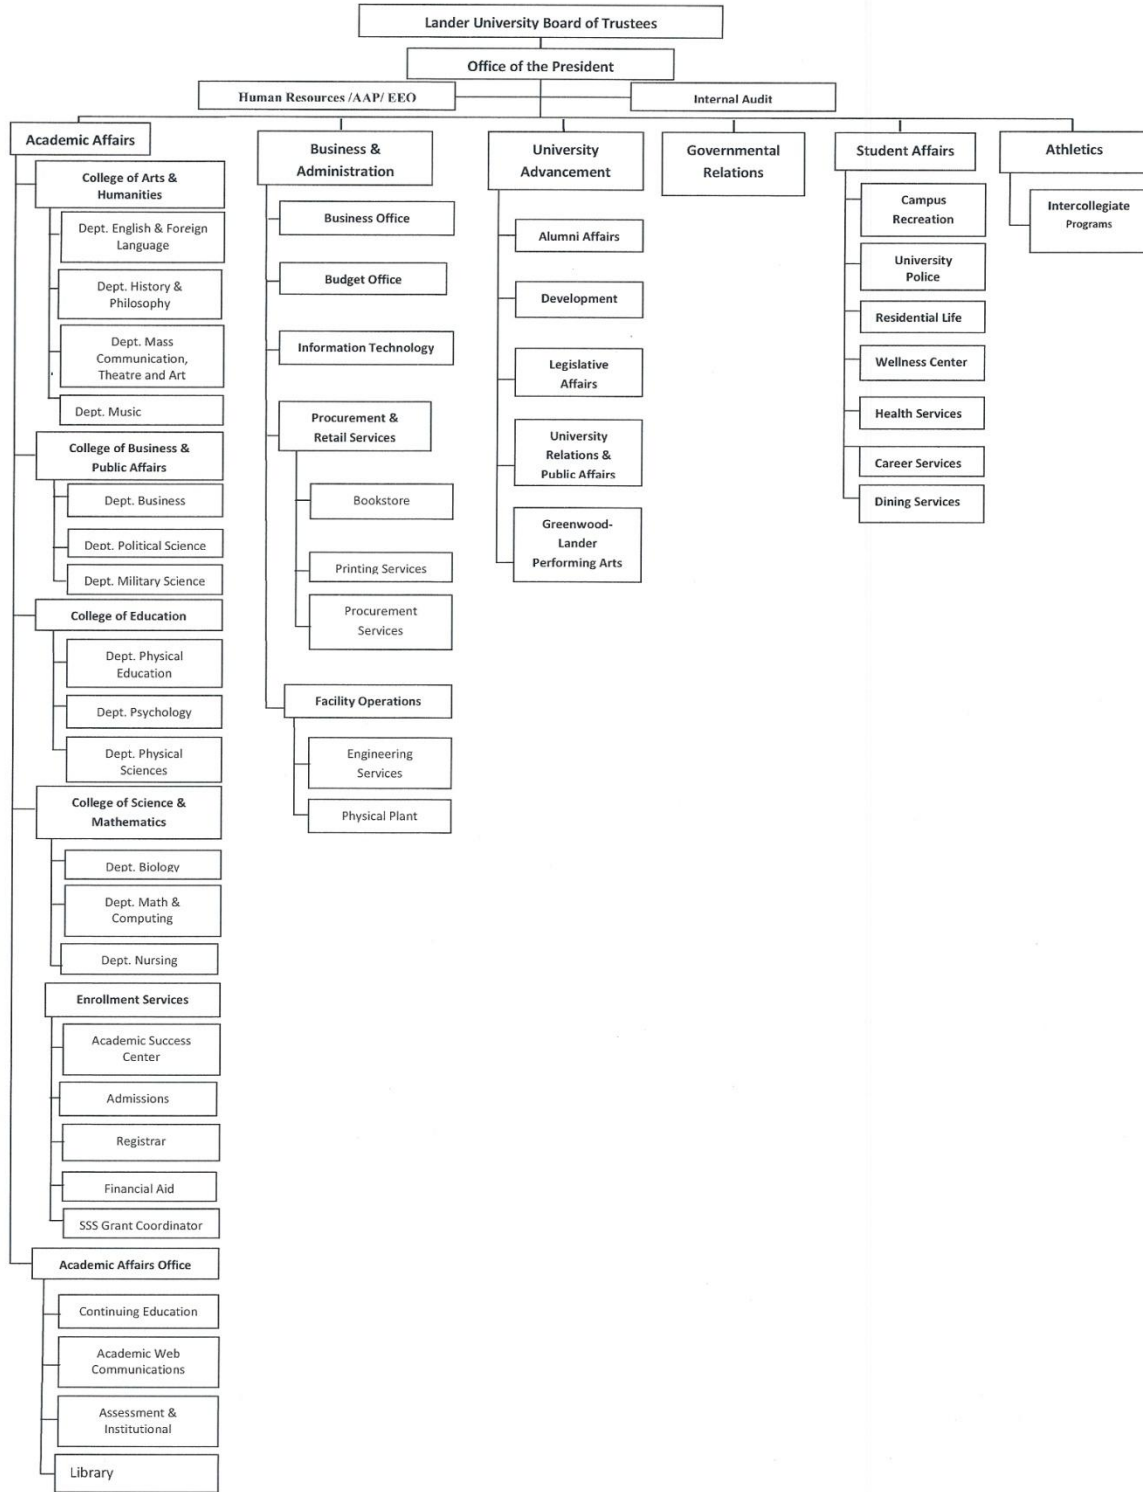 Lander University Board of Trustees
Office of the President
Human Resources /AAP/ EEO
Internal Audit
Academic Affairs
College of Arts &
Humanities
Dept. English & Foreign
Language
Dept. History &
Philosophy
Dept. Mass
Communication,
Theatre and Art
Dept. Music
College of Business &
Public Affairs
Dept. Business
Dept. Political Science
Dept. Military Science
College of Education
Dept. Physical
Education
Dept. Psychology
Dept. Physical
Sciences
College of Science &
Mathematics
Dept. Biology
Dept. Math &
Computing
Dept. Nursing
Enrollment Services
Academic Success
Center
Admissions
Registrar
Financial Aid
SSS Grant Coordinator
Academic Affairs Office
Continuing Education
Academic Web
Communications
Assessment &
Institutional
Library
Business &
Administration
Business Office
Budget Office
Information Technology
Procurement &
Retail Services
Bookstore
Printing Services
Procurement
Services
Facility Operations
Engineering
Services
Physical Plant
University
Advancement
Alumni Affairs
Development
Legislative
Affairs
University
Relations &
Public Affairs
Greenwood-
Lander
Performing Arts
Governmental
Relations
Student Affairs
Campus
Recreation
University
Police
Residential Life
Wellness Center
Health Services
Career Services
Dining Services
Athletics
Intercollegiate
Programs